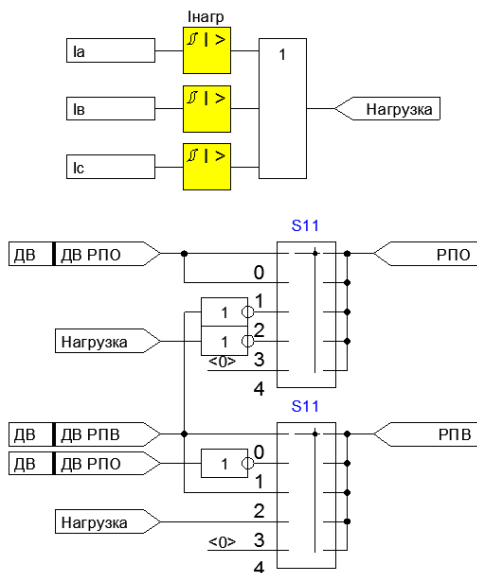 Iнагр
Ia
I >
1
Iв
I >
Нагрузка
Ic
I >
S11
ДВ ДВ РПО
РПО
0
1
1
Нагрузка
1
2
<0>
3
4
S11
ДВ ДВ РПВ
РПВ
ДВ ДВ РПО
1
0
1
Нагрузка
2
<0>
3
4